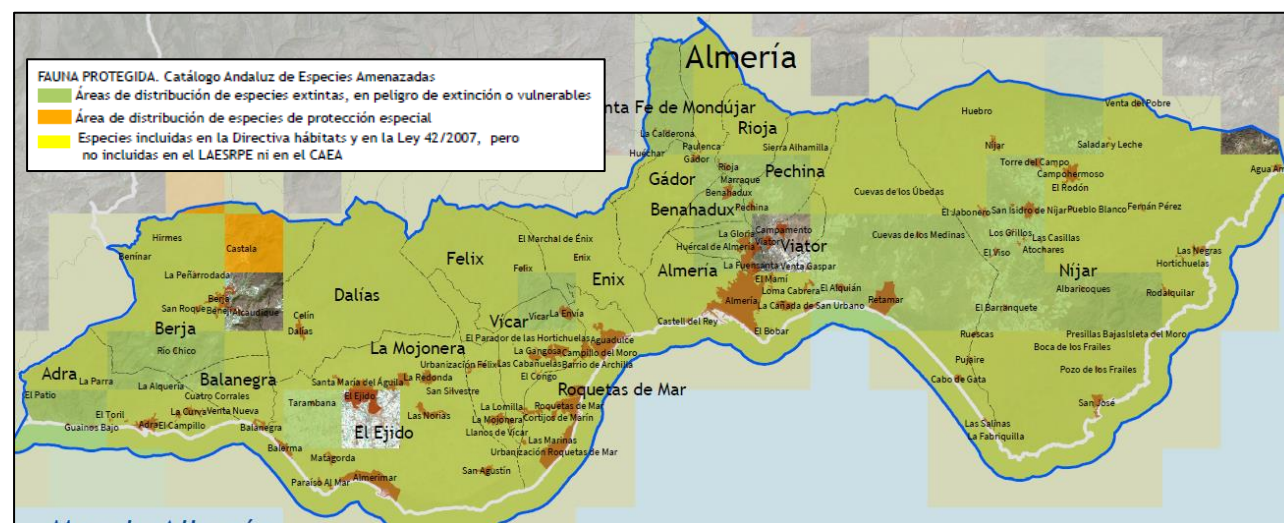 Almería
FAUNA PROTEGIDA. Catálogo Andaluz de Especies Amenazadas
Áreas de distribución de especies extintas, en peligro de extinción o vulnerables
Área de distribución de especies de protección especial
Especies incluidas en la Directiva hábitats y en la Ley 42/2007, pero
no incluidas en el LAESRPE ni en el CAEA
nta Fe de Mondújar
Huebro
Venta del Pobre
La Calderona
Rioja
Paulenca
Sierra Alhamilla
Níjar
Saladar y Leche
Huéchar
Gádor
Rioja
Torre del Campo
Agua Am
Gádor
Marraque
Pechina
Campohermoso
Benahadux
Cuevas de los Úbedas
El Rodón
Benahadux
Pechina
El Jabonero
San Isidro de Níjar
Pueblo Blanco
Fernán Pérez
Hirmes
El Marchal de Énix
La Gloria
Campamento
Viator
Cuevas de los Medinas
Los Grillos
Las Casillas
Castala
Huércal de Almería
Viator
Atochares
Las Negras
Benínar
Felix
Enix
La Fuensanta
Venta Gaspar
El Viso
Níjar
Hortichuelas
La Peñarrodada
Felix
Almería
El Mamí
Enix
Loma Cabrera
El Alquián
Albaricoques
Dalías
Berja
Almería
La Cañada de San Urbano
Retamar
Rodalquilar
San Roque
Benejí
Alcaudique
Celín
Vícar
Vícar
La Envía
Castell del Rey
El Barranquete
Berja
Dalías
El Bobar
El Parador de las Hortichuelas
Aguadulce
Ruescas
Presillas Bajas
Isleta del Moro
Río Chico
La Mojonera
La Gangosa
Campillo del Moro
Boca de los Frailes
Urbanización Félix
Las Cabañuelas
Barrio de Archilla
Pujaire
Adra
La Parra
Balanegra
Santa María del Águila
La Redonda
El Congo
Cabo de Gata
Pozo de los Frailes
La Alquería
San Silvestre
Roquetas de Mar
El Patio
Cuatro Corrales
Tarambana
El Ejido
San José
El Toril
La Curva
Venta Nueva
Las Norias
La Lomilla
Roquetas de Mar
Guainos Bajo
Adra
El Campillo
Balanegra
La Mojonera
Cortijos de Marín
Las Salinas
El Ejido
Llanos de Vícar
La Fabriquilla
Balerma
Las Marinas
Matagorda
Urbanización Roquetas de Mar
San Agustín
Paraíso Al Mar
Almerimar